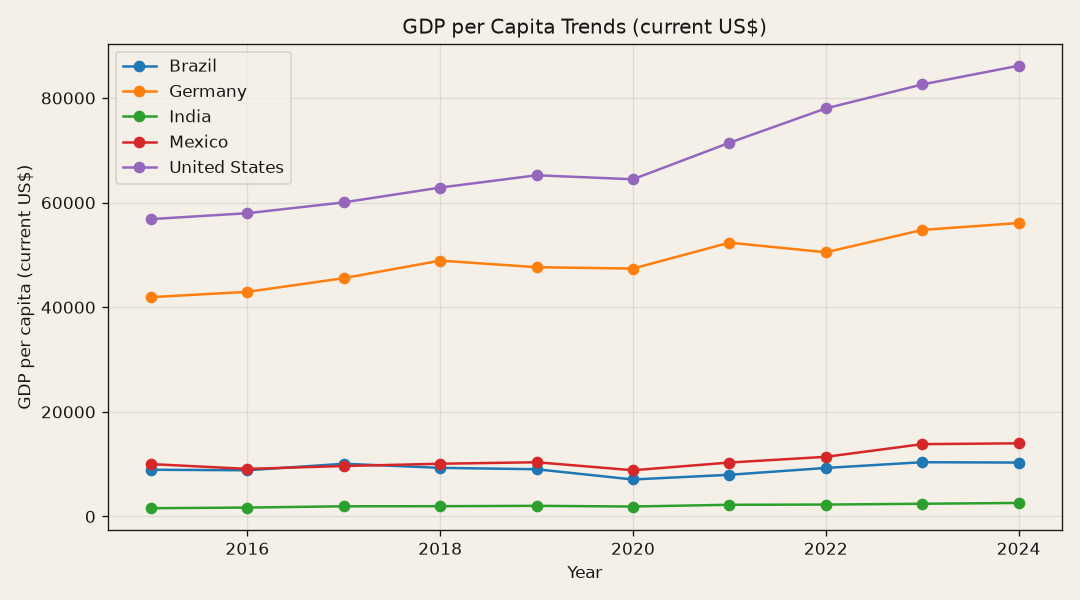 GDP per Capita Trends (current US$)
Brazil
Germany
India
Mexico
United States
GDP per capita (current US$)
80000
60000
40000
20000
0
2016 2018 2020 2022 2024
Year